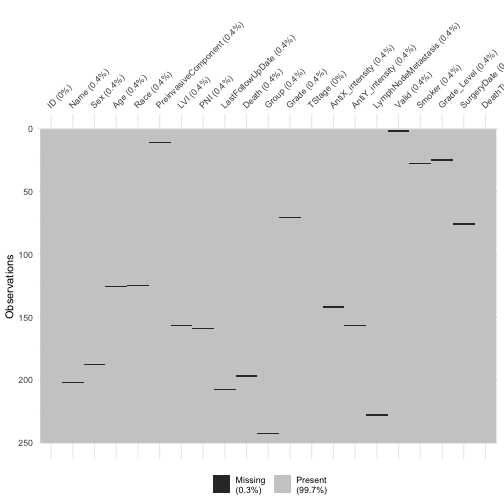 ID (0%)
Name (0.4%)
Sex (0.4%)
Age (0.4%)
Race (0.4%)
PreinvasiveComponent (0.4%)
LVI (0.4%)
PNI (0.4%)
LastFollowUpDate (0.4%)
Death (0.4%)
Group (0.4%)
Grade (0.4%)
TStage (0%)
AntiX_intensity (0.4%)
AntiY_intensity (0.4%)
LymphNodeMetastasis (0.4%)
Valid (0.4%)
Smoker (0.4%)
Grade_Level (0.4%)
SurgeryDate (0
DeathT
0
50
100
150
200
250
Observations
Missing
(0.3%)
Present
(99.7%)